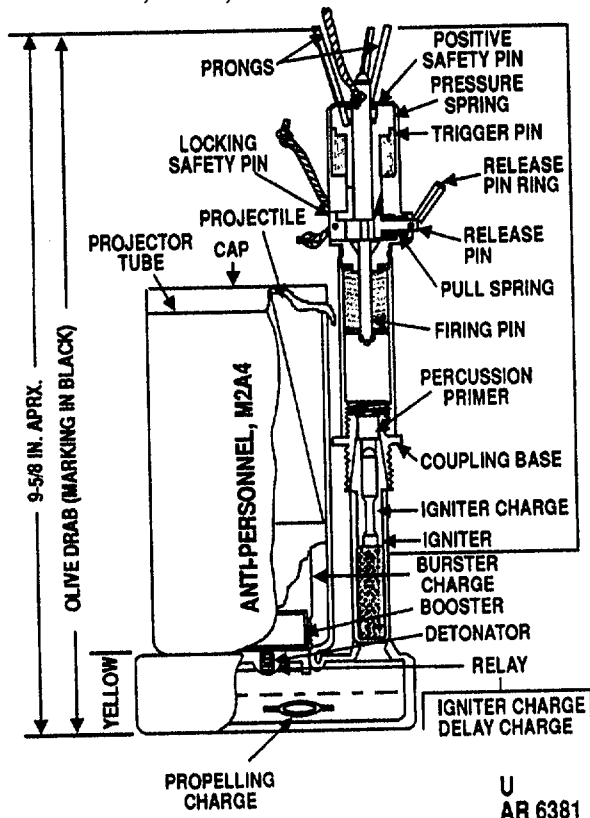 PRONGS
POSITIVE
SAFETY PIN
PRESSURE
SPRING
TRIGGER PIN
LOCKING
SAFETY PIN
RELEASE
PIN RING
PROJECTILE
PROJECTOR
TUBE
CAP
RELEASE
PIN
PULL SPRING
FIRING PIN
PERCUSSION
PRIMER
COUPLING BASE
IGNITER CHARGE
IGNITER
BURSTER
CHARGE
BOOSTER
DETONATOR
RELAY
IGNITER CHARGE
DELAY CHARGE
9-5/8 IN. APRX.
OLIVE DRAB (MARKING IN BLACK)
ANTI-PERSONNEL, M2A4
YELLOW
PROPELLING
CHARGE
U
AR 6381